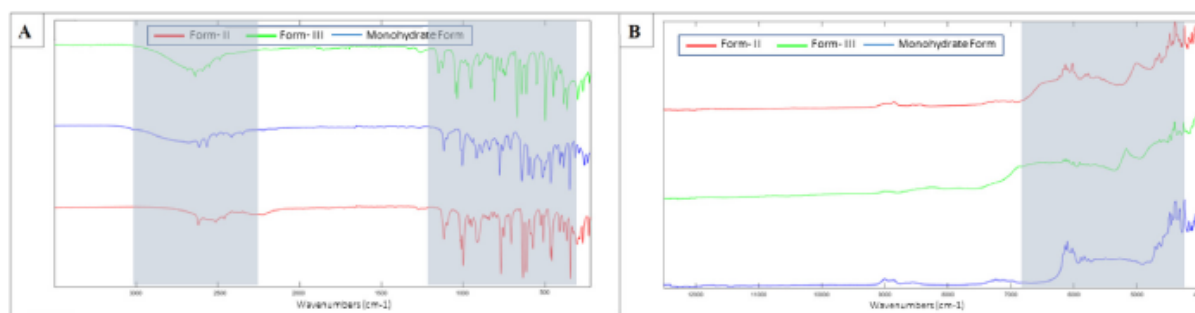 A
Form- II Form- III Monohydrate Form
3000 2500 2000 1500 1000 500
Wavenumbers (cm-1)
B
Form- II Form- III Monohydrate Form
7000
Wavenumbers (cm-1)